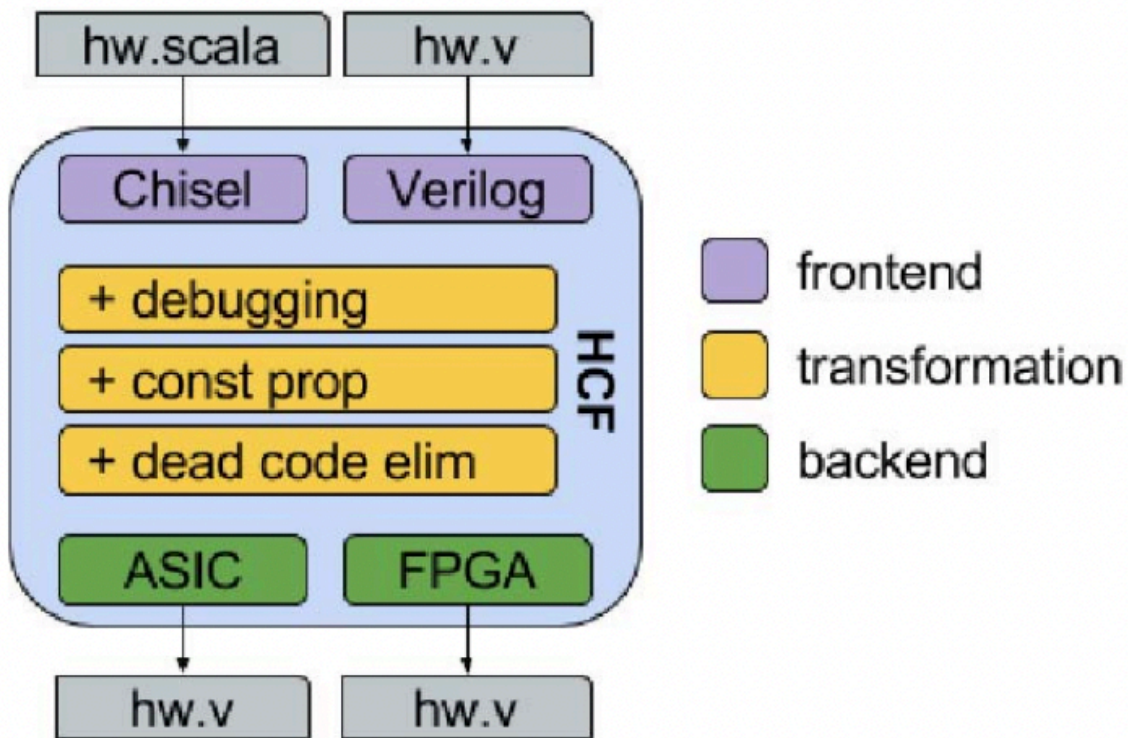 hw.scala
hw.v
Chisel
Verilog
+ debugging
+ const prop
+ dead code elim
HCF
ASIC
FPGA
hw.v
hw.v
frontend
transformation
backend